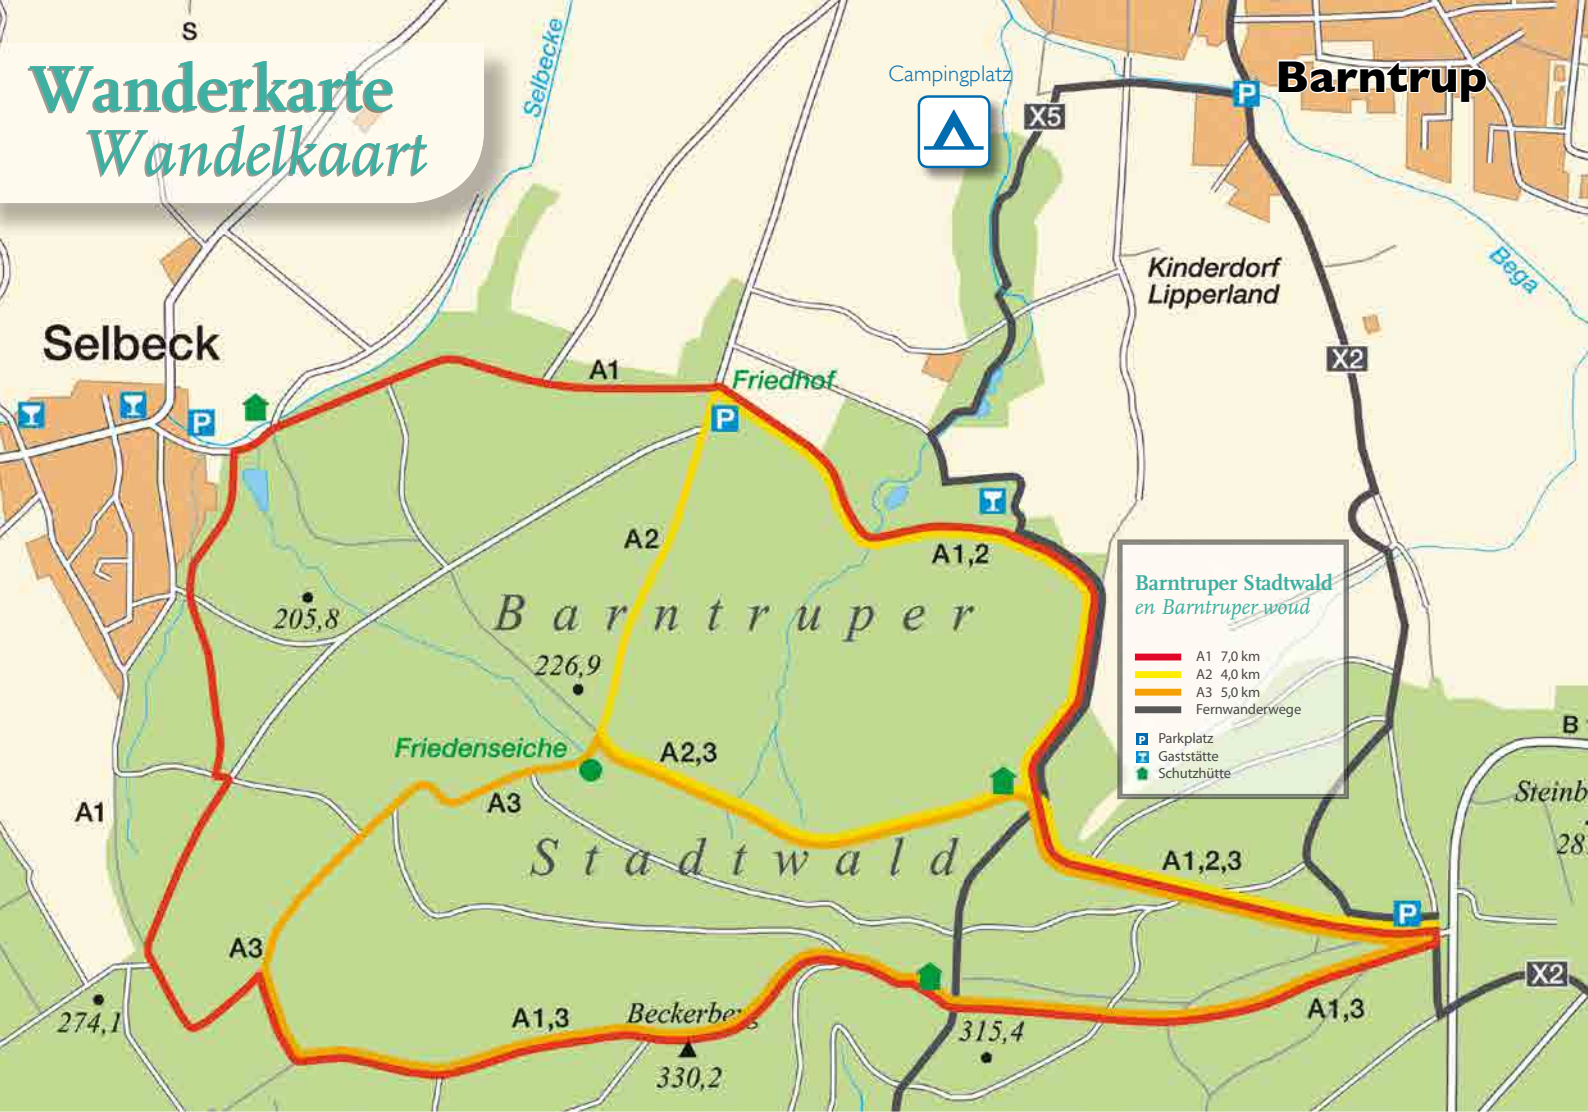 S
Wanderkarte
Wandelkaart
Selbecke
Campingplatz
X5
P
Barntrup
Bega
Kinderdorf
Lipperland
X2
Selbeck
P
A1
Friedhof
P
A2
A1,2
205,8
Barntruper
226,9
Friedenseiche
A2,3
A3
Stadtwald
A1
Barntruper Stadtwald
en Barntruper woud
A1 7,0 km
A2 4,0 km
A3 5,0 km
Fernwanderwege
P Parkplatz
Gaststätte
Schutzhütte
B
A1,2,3
P
A3
274,1
A1,3
330,2
315,4
A1,3
X2